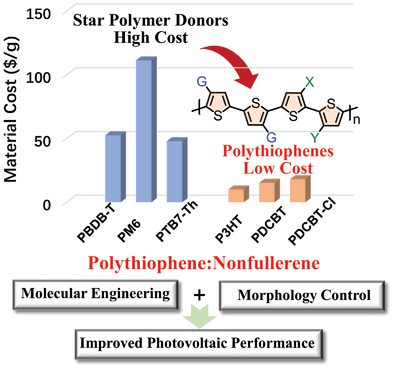 150
100
50
0
Material Cost ($/g)
Star Polymer Donors
High Cost
G
X
S
S
S
S
n
G
Y
Polythiophenes
Low Cost
PBDB-T
PM6
PTB7-Th
P3HT
PDCBT
PDCBT-Cl
Polythiophene:Nonfullerene
Molecular Engineering
+
Morphology Control
Improved Photovoltaic Performance